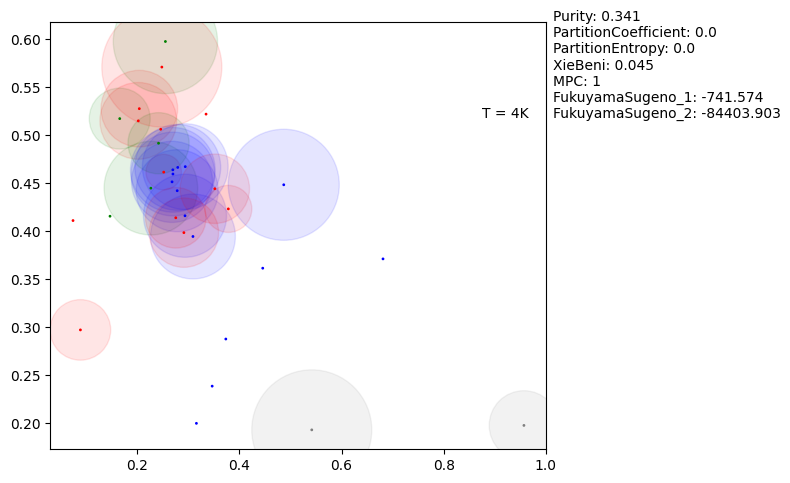 Purity: 0.341
PartitionCoefficient: 0.0
PartitionEntropy: 0.0
XieBeni: 0.045
MPC: 1
FukuyamaSugeno_1: -741.574
FukuyamaSugeno_2: -84403.903
T = 4K
0.60
0.55
0.50
0.45
0.40
0.35
0.30
0.25
0.20
0.2 0.4 0.6 0.8 1.0